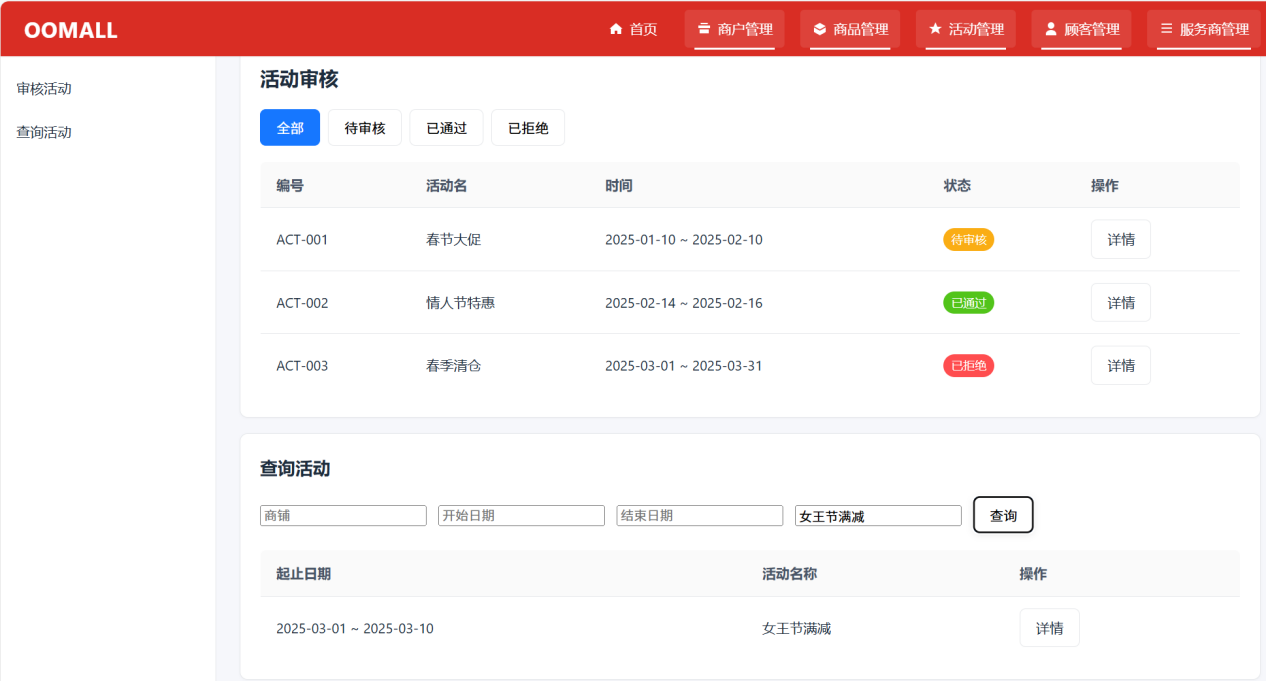 OOMALL 首页 商户管理 商品管理 活动管理 顾客管理 服务商管理
审核活动
查询活动
活动审核
全部 待审核 已通过 已拒绝
编号 活动名 时间 状态 操作
ACT-001 春节大促 2025-01-10 ~ 2025-02-10 待审核 详情
ACT-002 情人节特惠 2025-02-14 ~ 2025-02-16 已通过 详情
ACT-003 春季清仓 2025-03-01 ~ 2025-03-31 已拒绝 详情
查询活动
商铺 开始日期 结束日期 女王节满减 查询
起止日期 活动名称 操作
2025-03-01 ~ 2025-03-10 女王节满减 详情